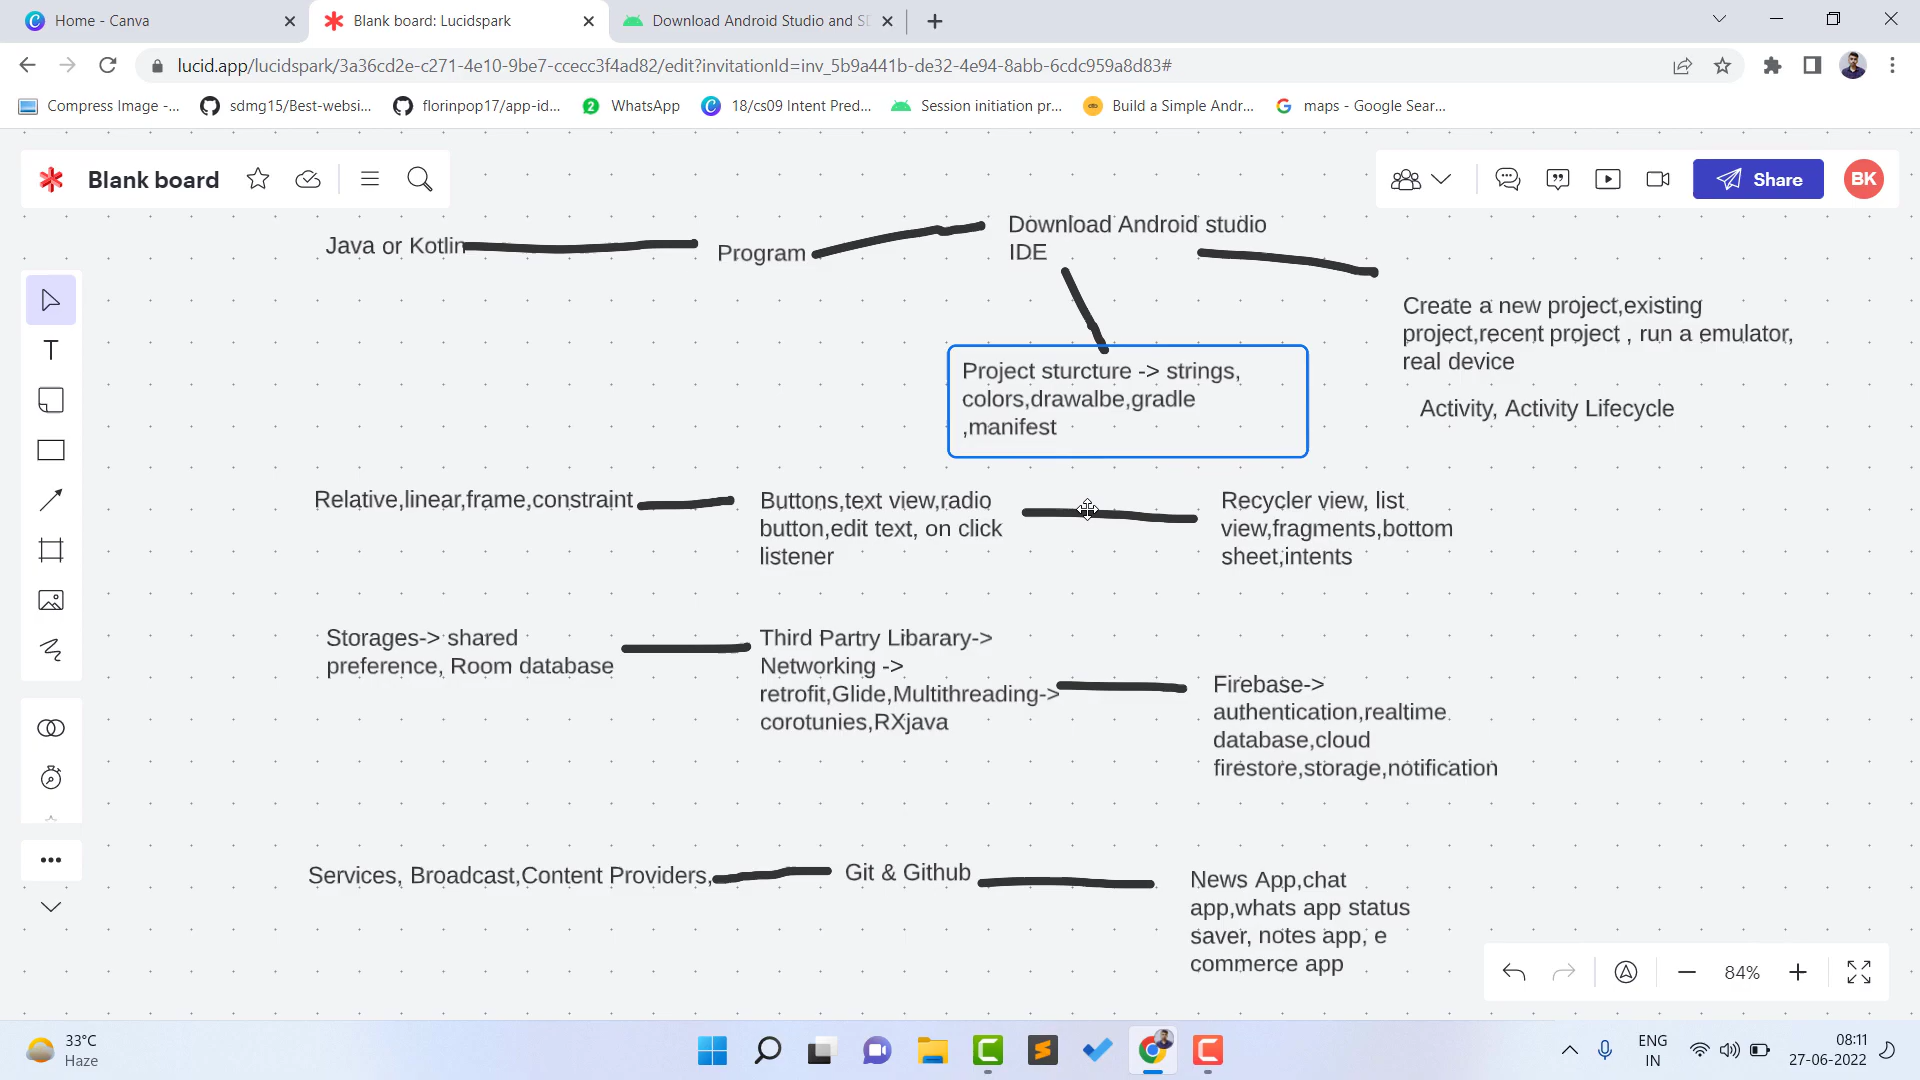 Home - Canva
Blank board: Lucidspark
Download Android Studio and S
lucid.app/lucidspark/3a36cd2e-c271-4e10-9be7-ccecc3f4ad82/edit?invitationId=inv_5b9a441b-de32-4e94-8abb-6cdc959a8d83#
Compress Image -...
sdmg15/Best-websi...
florinpop17/app-id...
WhatsApp
18/cs09 Intent Pred...
Session initiation pr...
Build a Simple Andr...
maps - Google Sear...
Blank board
Share
BK
Java or Kotlin
Program
Download Android studio
IDE
Create a new project,existing
project,recent project , run a emulator,
real device
Project sturcture -> strings,
colors,drawalbe,gradle
,manifest
Activity, Activity Lifecycle
Relative,linear,frame,constraint
Buttons,text view,radio
button,edit text, on click
listener
Recycler view, list
view,fragments,bottom
sheet,intents
Storages-> shared
preference, Room database
Third Partry Libarary->
Networking ->
retrofit,Glide,Multithreading->
corotunies,RXjava
Firebase->
authentication,realtime
database,cloud
firestore,storage,notification
Services, Broadcast,Content Providers,
Git & Github
News App,chat
app,whats app status
saver, notes app, e
commerce app
84%
33°C
Haze
ENG
IN
08:11
27-06-2022